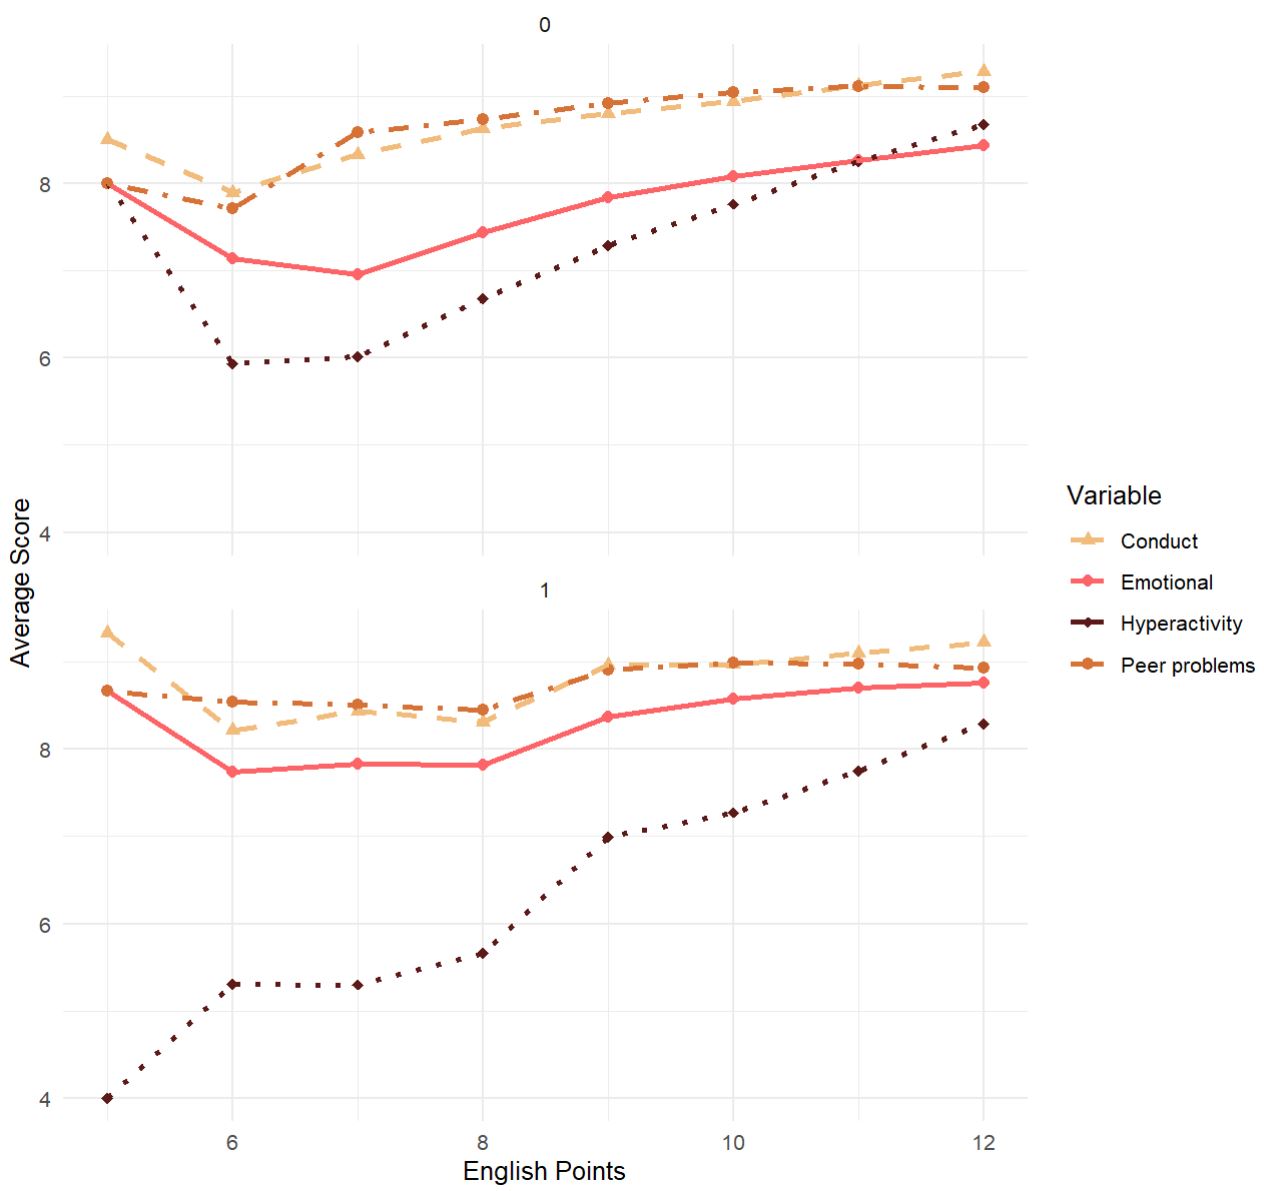 0
8
6
4
Average Score
1
8
6
4
6 8 10 12
English Points
Variable
Conduct
Emotional
Hyperactivity
Peer problems